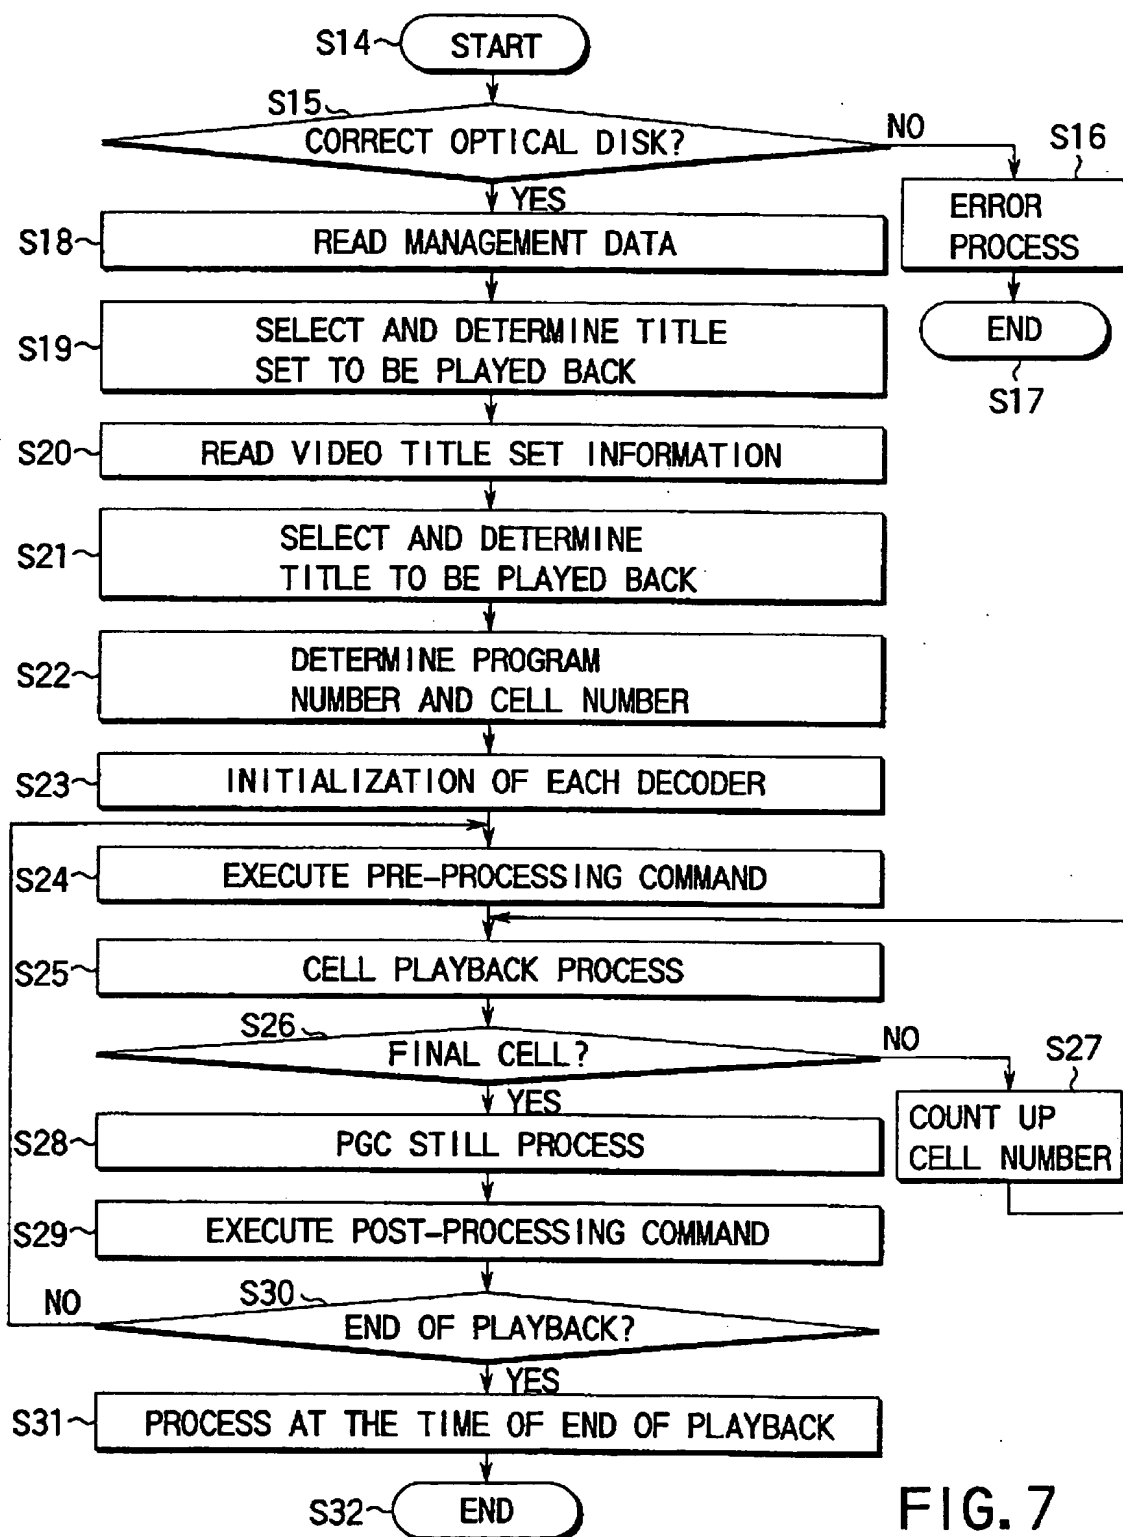 S14
START
S15
CORRECT OPTICAL DISK?
NO
S16
YES
ERROR
PROCESS
S18
READ MANAGEMENT DATA
END
S17
S19
SELECT AND DETERMINE TITLE
SET TO BE PLAYED BACK
S20
READ VIDEO TITLE SET INFORMATION
S21
SELECT AND DETERMINE
TITLE TO BE PLAYED BACK
S22
DETERMINE PROGRAM
NUMBER AND CELL NUMBER
S23
INITIALIZATION OF EACH DECODER
S24
EXECUTE PRE-PROCESSING COMMAND
S25
CELL PLAYBACK PROCESS
S26
FINAL CELL?
NO
S27
YES
COUNT UP
CELL NUMBER
S28
PGC STILL PROCESS
S29
EXECUTE POST-PROCESSING COMMAND
S30
NO
END OF PLAYBACK?
YES
S31
PROCESS AT THE TIME OF END OF PLAYBACK
S32
END
FIG. 7